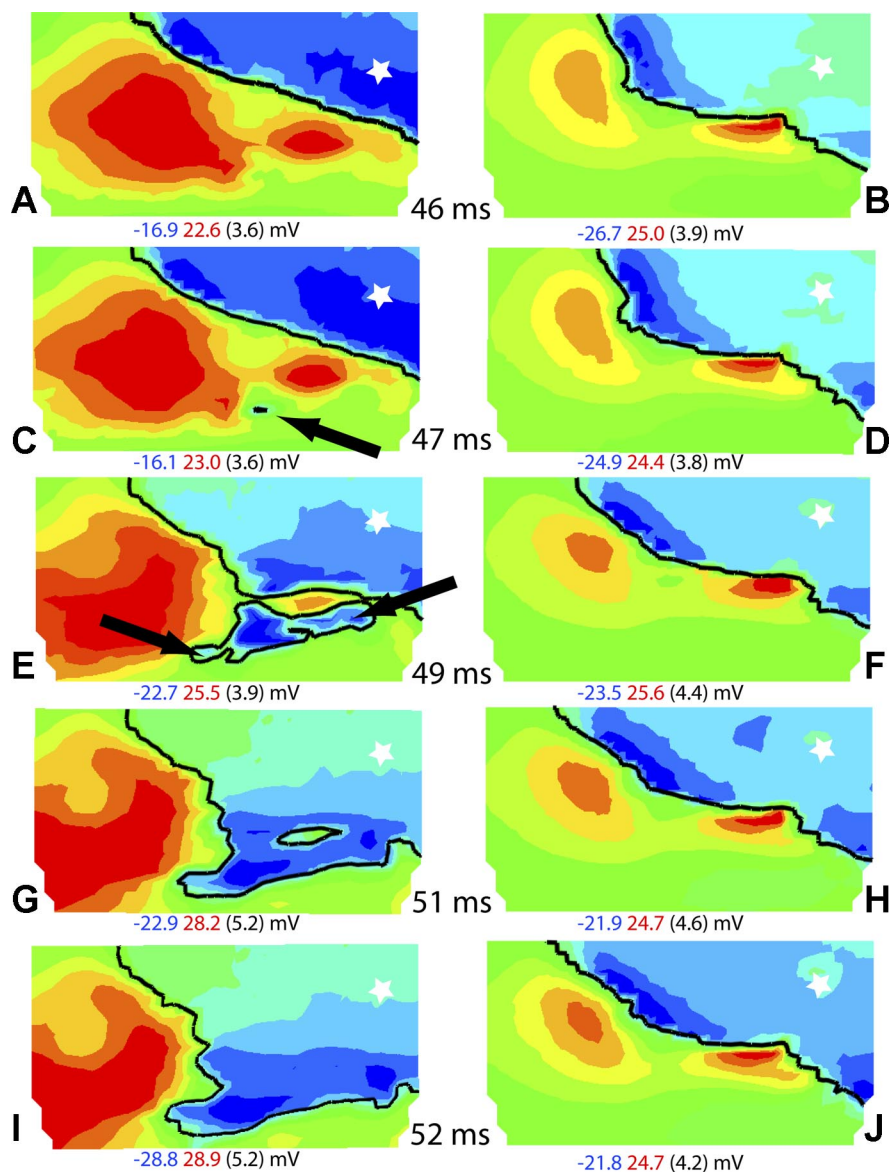 A 46 ms B
-16.9 22.6 (3.6) mV -26.7 25.0 (3.9) mV
C 47 ms D
-16.1 23.0 (3.6) mV -24.9 24.4 (3.8) mV
E 49 ms F
-22.7 25.5 (3.9) mV -23.5 25.6 (4.4) mV
G 51 ms H
-22.9 28.2 (5.2) mV -21.9 24.7 (4.6) mV
I 52 ms J
-28.8 28.9 (5.2) mV -21.8 24.7 (4.2) mV